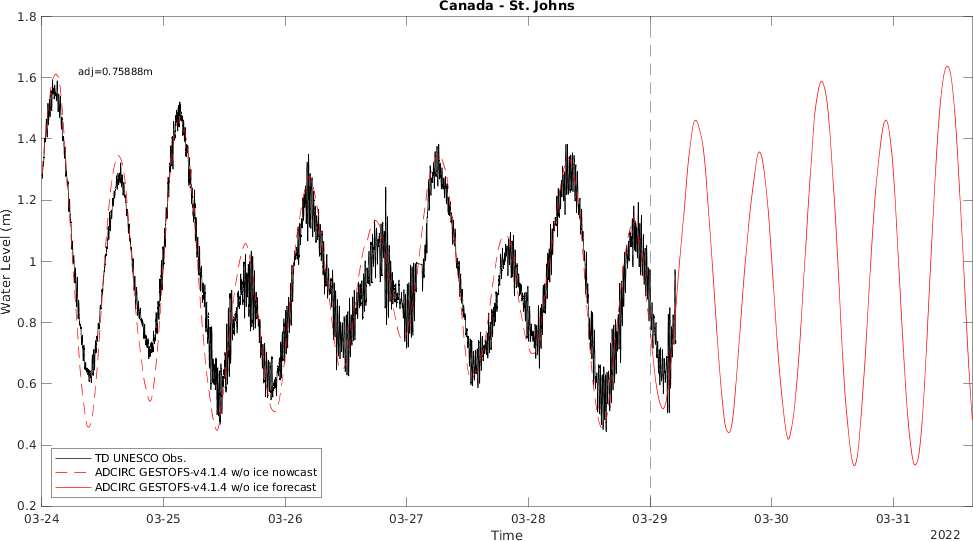 Canada - St. Johns
adj=0.75888m
1.8
1.6
1.4
1.2
1
0.8
0.6
0.4
0.2
Water Level (m)
TD UNESCO Obs.
ADCIRC GESTOFS-v4.1.4 w/o ice nowcast
ADCIRC GESTOFS-v4.1.4 w/o ice forecast
03-24 03-25 03-26 03-27 03-28 03-29 03-30 03-31
Time
2022